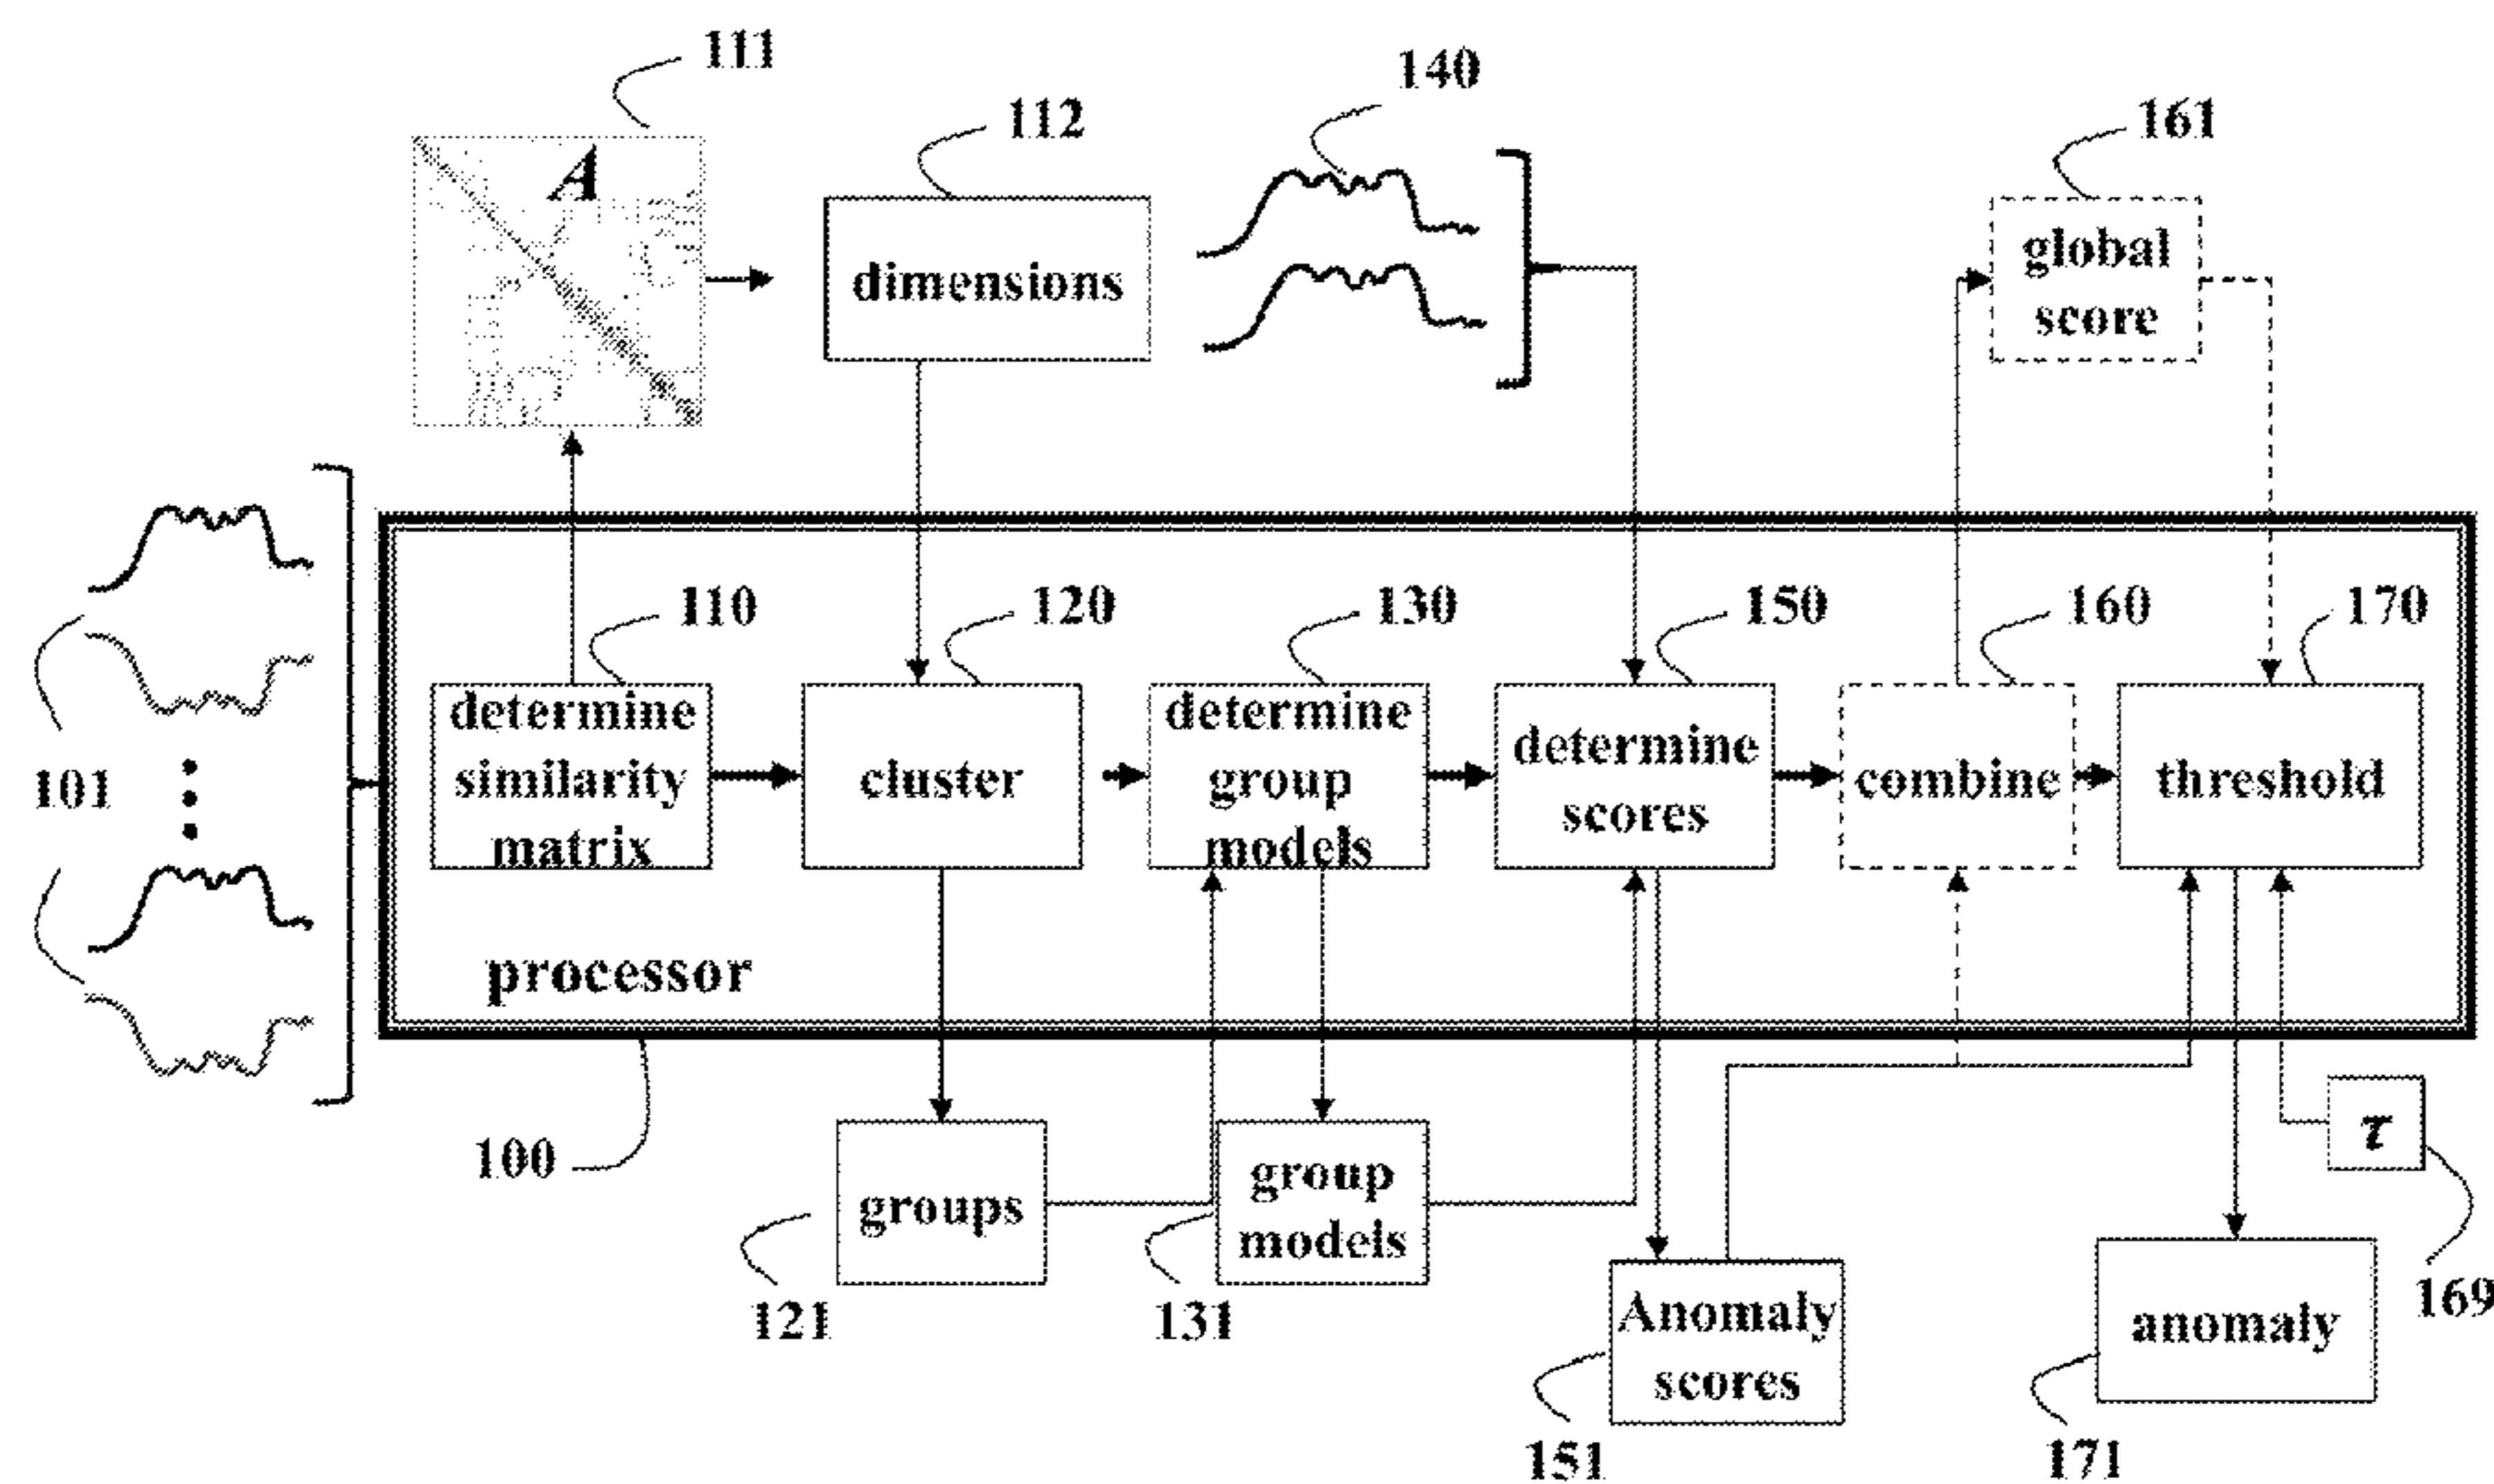 111
140
112
161
A
dimensions
global
score
110
120
130
150
160
170
determine
similarity
matrix
cluster
determine
group
models
determine
scores
combine
threshold
101
processor
100
groups
group
models
τ
121
131
Anomaly
scores
anomaly
169
151
171